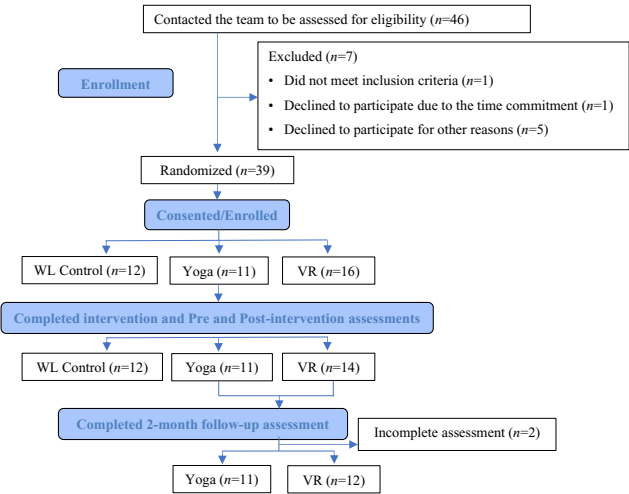 Contacted the team to be assessed for eligibility (n=46)
Excluded (n=7)
• Did not meet inclusion criteria (n=1)
• Declined to participate due to the time commitment (n=1)
• Declined to participate for other reasons (n=5)
Enrollment
Randomized (n=39)
Consented/Enrolled
WL Control (n=12)
Yoga (n=11)
VR (n=16)
Completed intervention and Pre and Post-intervention assessments
WL Control (n=12)
Yoga (n=11)
VR (n=14)
Completed 2-month follow-up assessment
Incomplete assessment (n=2)
Yoga (n=11)
VR (n=12)